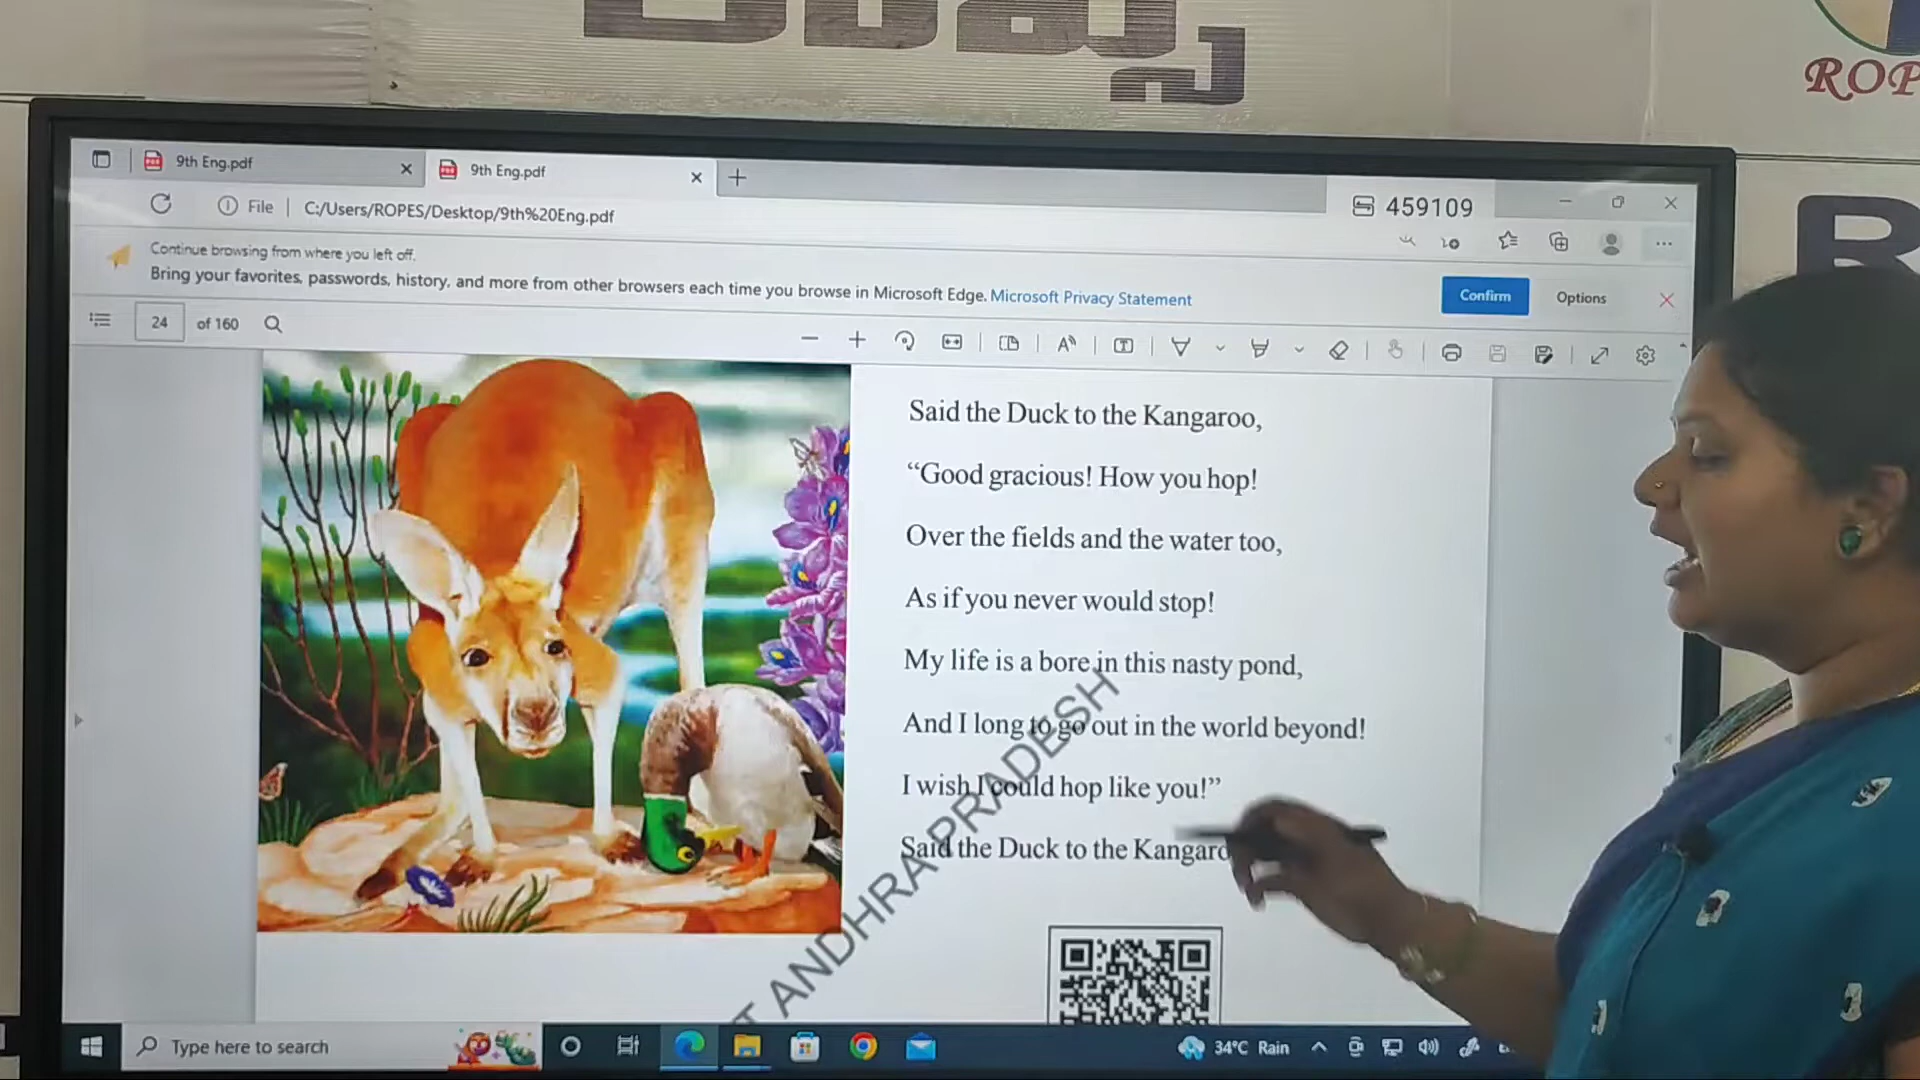 ROP
9th Eng.pdf
9th Eng.pdf
459109
File
C:/Users/ROPES/Desktop/9th%20Eng.pdf
Continue browsing from where you left off.
Bring your favorites, passwords, history, and more from other browsers each time you browse in Microsoft Edge. Microsoft Privacy Statement
Confirm
Options
24 of 160
Said the Duck to the Kangaroo,
“Good gracious! How you hop!
Over the fields and the water too,
As if you never would stop!
My life is a bore in this nasty pond,
And I long to go out in the world beyond!
I wish I could hop like you!”
Said the Duck to the Kangaro
T ANDHRA PRADESH
Type here to search
34°C Rain